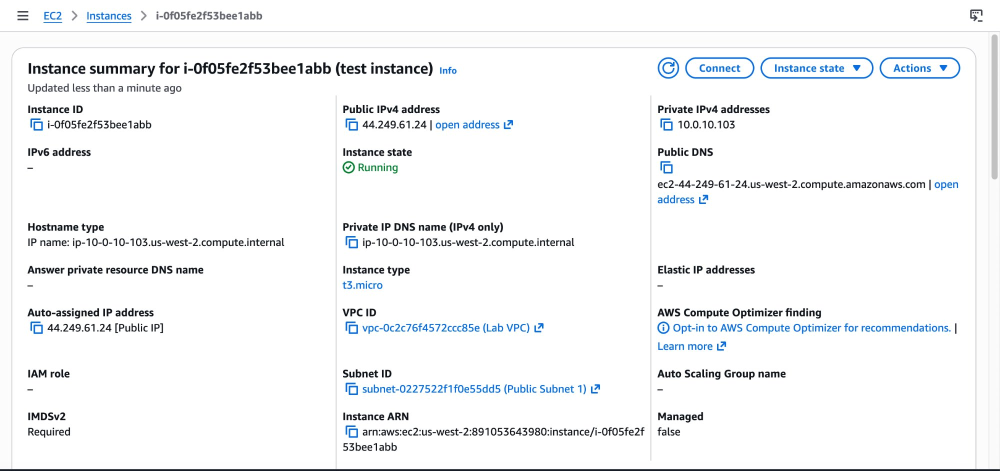 EC2 > Instances > i-0f05fe2f53bee1abb
Instance summary for i-0f05fe2f53bee1abb (test instance) Info
Connect
Instance state
Actions
Updated less than a minute ago
Instance ID
i-0f05fe2f53bee1abb
Public IPv4 address
44.249.61.24 | open address
Private IPv4 addresses
10.0.10.103
IPv6 address
–
Instance state
Running
Public DNS
ec2-44-249-61-24.us-west-2.compute.amazonaws.com | open
address
Hostname type
IP name: ip-10-0-10-103.us-west-2.compute.internal
Private IP DNS name (IPv4 only)
ip-10-0-10-103.us-west-2.compute.internal
Answer private resource DNS name
–
Instance type
t3.micro
Elastic IP addresses
–
Auto-assigned IP address
44.249.61.24 [Public IP]
VPC ID
vpc-0c2c76f4572ccc85e (Lab VPC)
AWS Compute Optimizer finding
Opt-in to AWS Compute Optimizer for recommendations. |
Learn more
IAM role
–
Subnet ID
subnet-0227522f1f0e55dd5 (Public Subnet 1)
Auto Scaling Group name
–
IMDSv2
Required
Instance ARN
arn:aws:ec2:us-west-2:891053643980:instance/i-0f05fe2f
53bee1abb
Managed
false